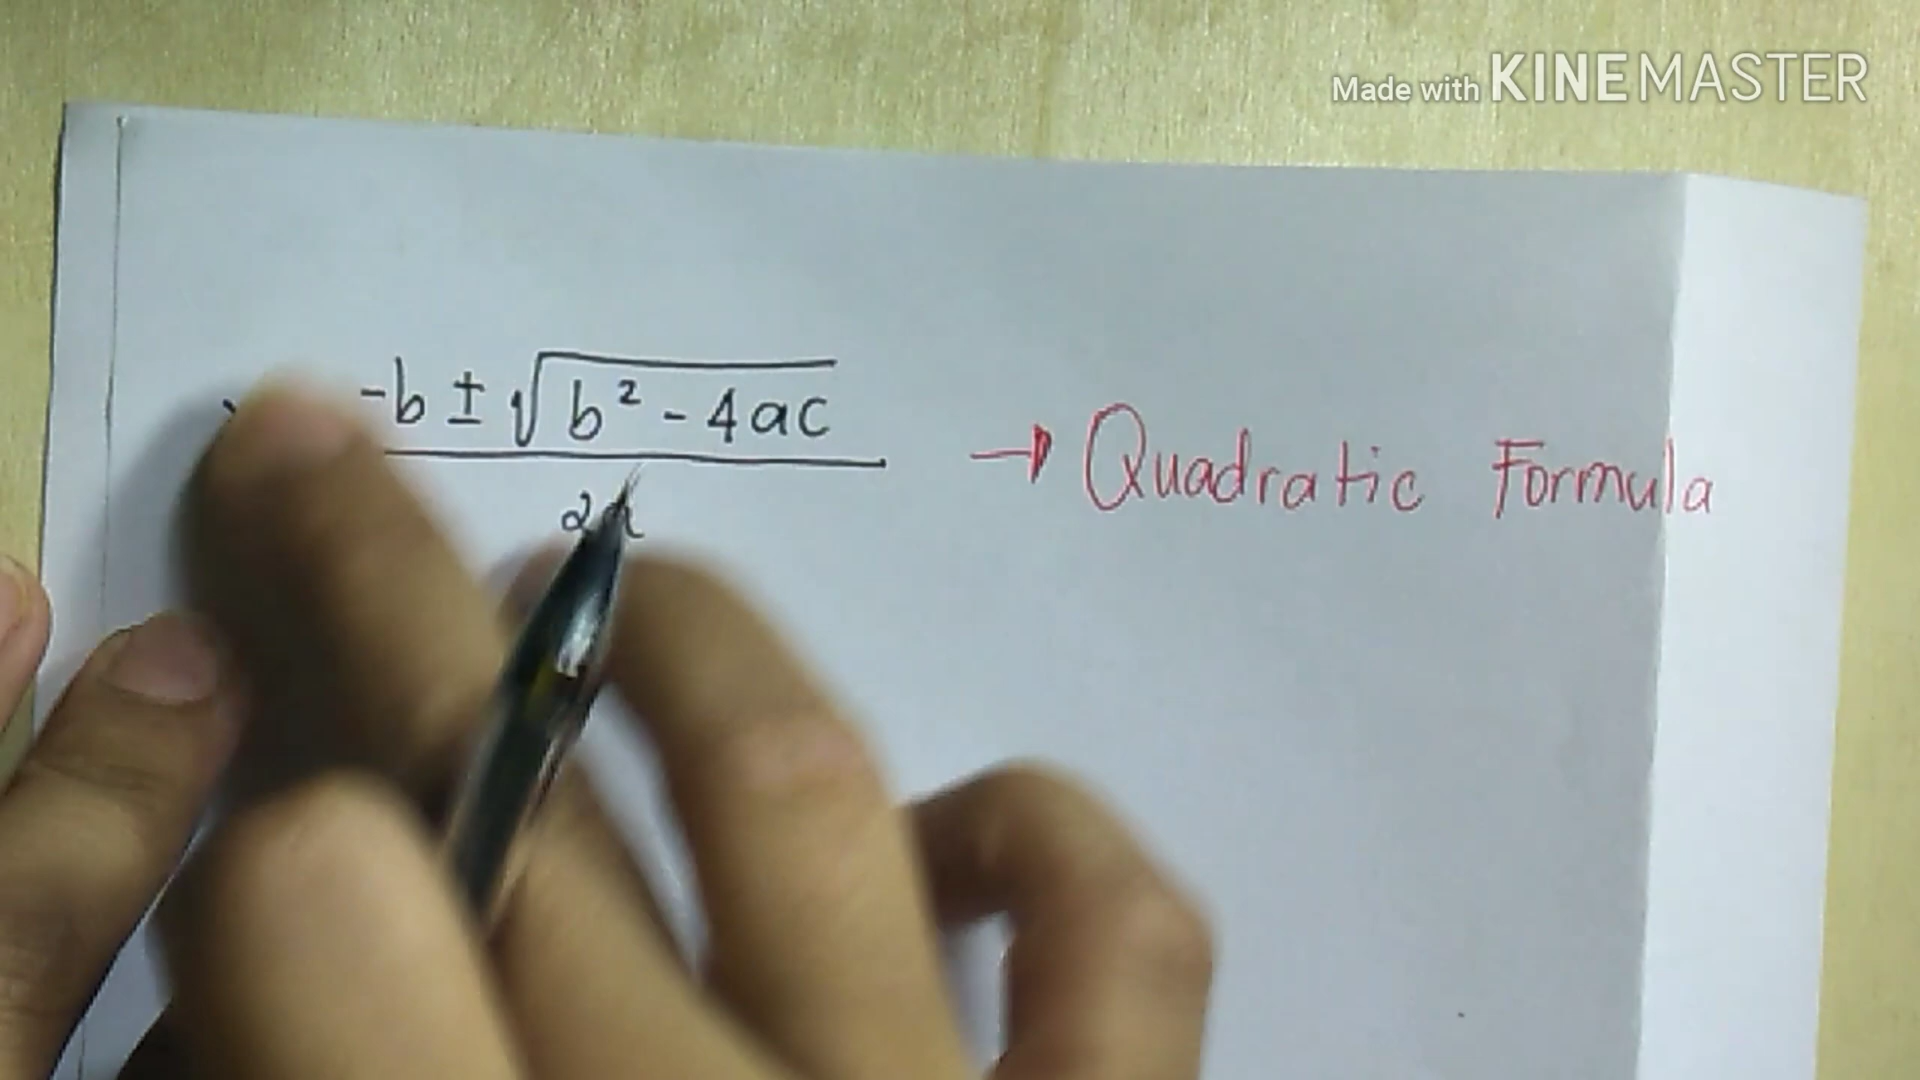 Made with KINEMASTER
-b ± √b² - 4ac
2a
→ Quadratic Formula